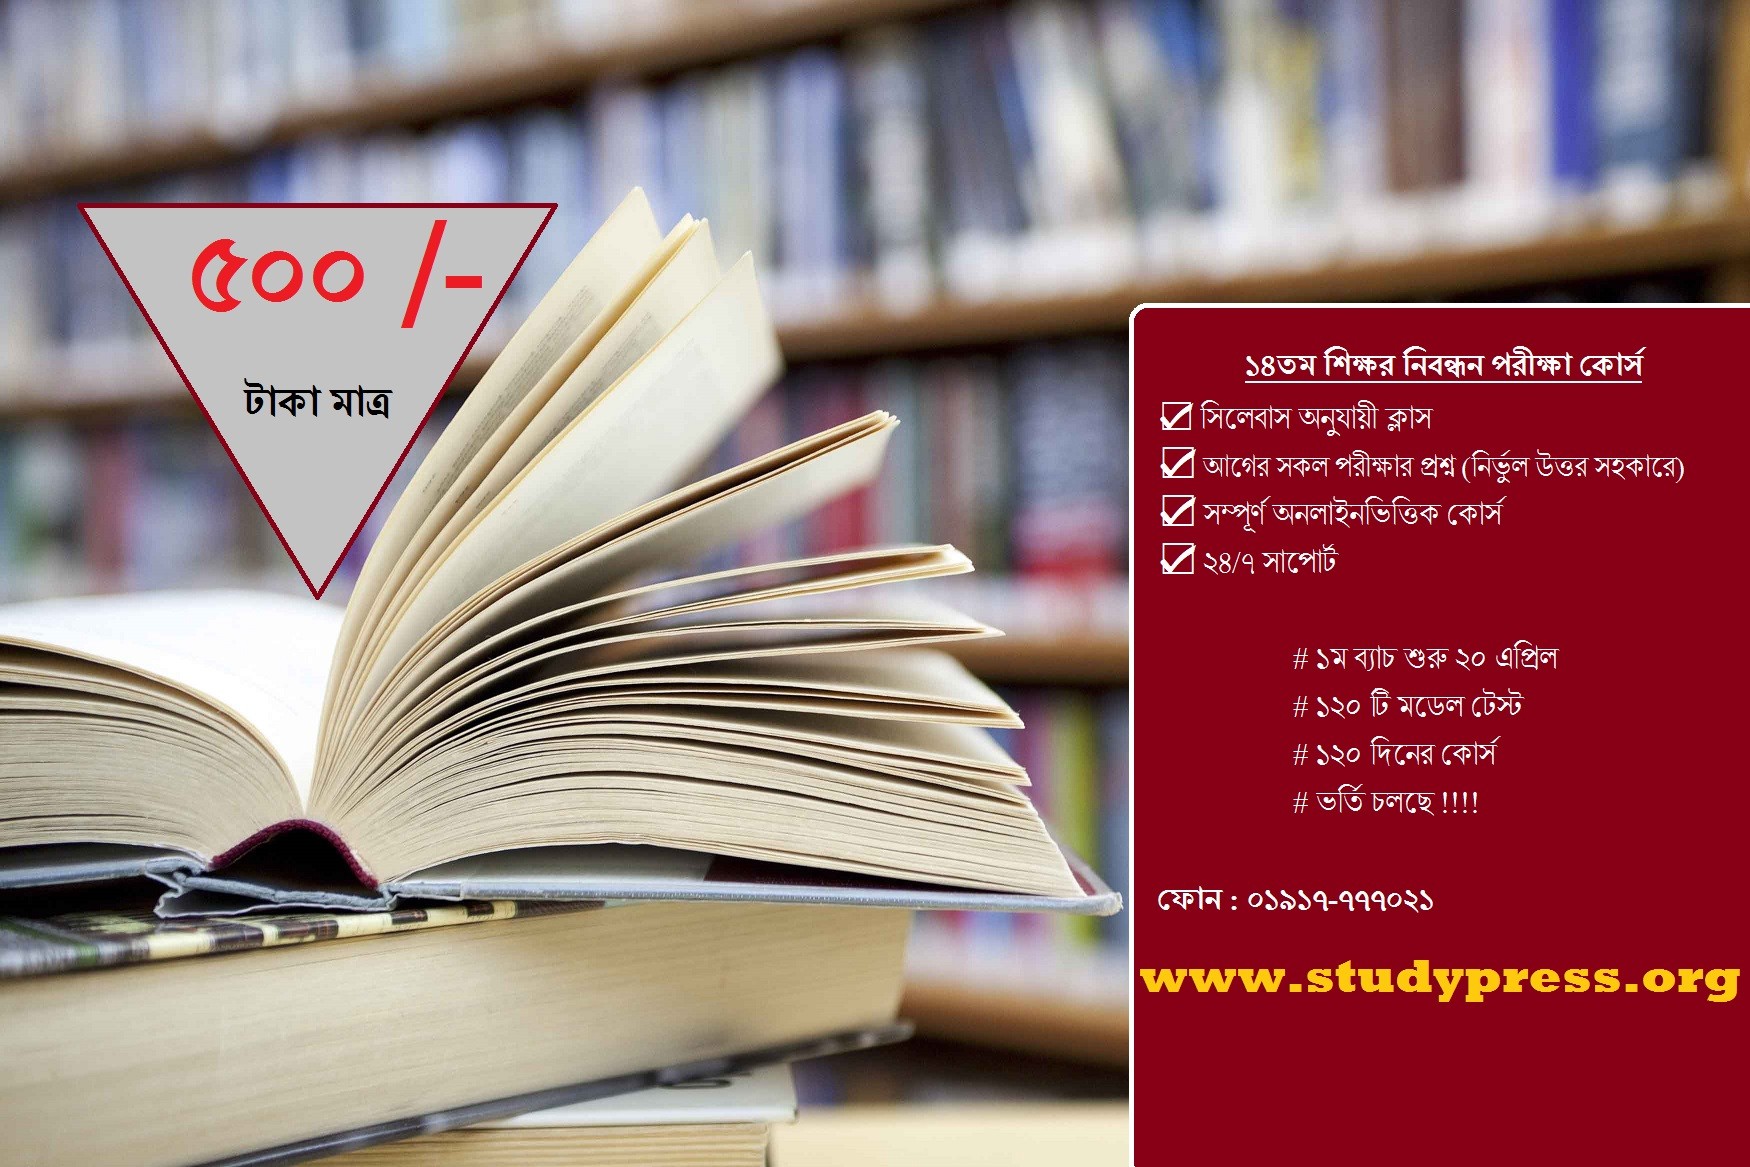 ৫০০ /-
টাকা মাত্র
১৪তম শিক্ষর নিবন্ধন পরীক্ষা কোর্স
সিলেবাস অনুযায়ী ক্লাস
আগের সকল পরীক্ষার প্রশ্ন (নির্ভুল উত্তর সহকারে)
সম্পূর্ণ অনলাইনভিত্তিক কোর্স
২৪/৭ সাপোর্ট
# ১ম ব্যাচ শুরু ২০ এপ্রিল
# ১২০ টি মডেল টেস্ট
# ১২০ দিনের কোর্স
# ভর্তি চলছে !!!!
ফোন : ০১৯১৭-৭৭৭০২১
www.studypress.org